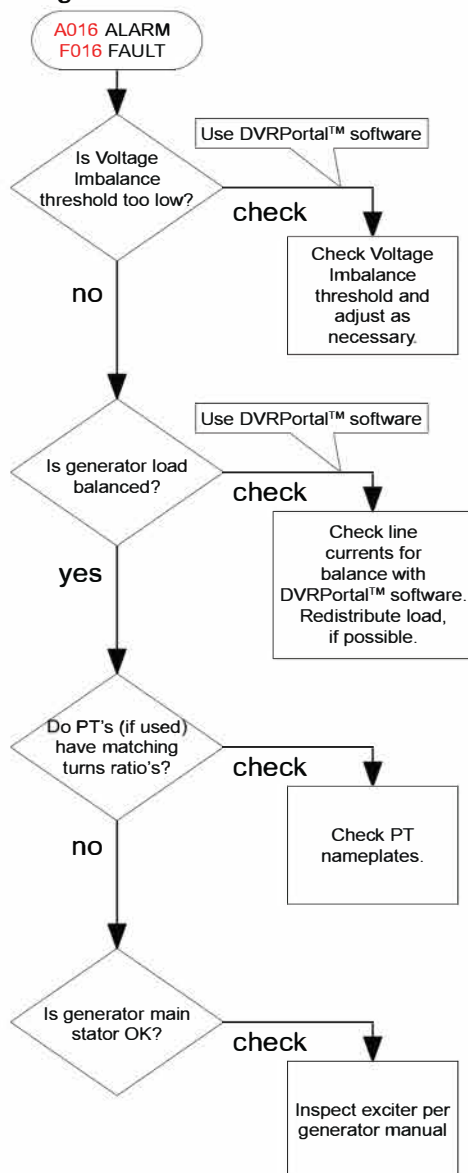 A016 ALARM
F016 FAULT
Is Voltage
Imbalance
threshold too low?
Use DVRPortal™ software
check
Check Voltage
Imbalance
threshold and
adjust as
necessary.
no
Use DVRPortal™ software
Is generator load
balanced?
check
Check line
currents for
balance with
DVRPortal™ software.
Redistribute load,
if possible.
yes
Do PT's (if used)
have matching
turns ratio's?
check
Check PT
nameplates.
no
Is generator main
stator OK?
check
Inspect exciter per
generator manual